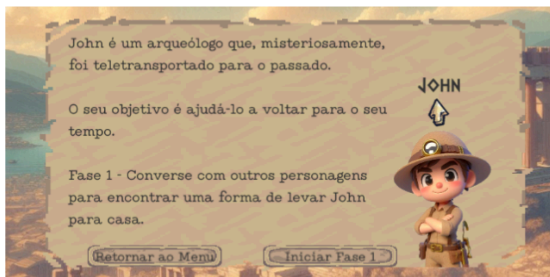 John é um arqueólogo que, misteriosamente,
foi teletransportado para o passado.
O seu objetivo é ajudá-lo a voltar para o seu
tempo.
Fase 1 - Converse com outros personagens
para encontrar uma forma de levar John
para casa.
JOHN
Retornar ao Menu
Iniciar Fase 1